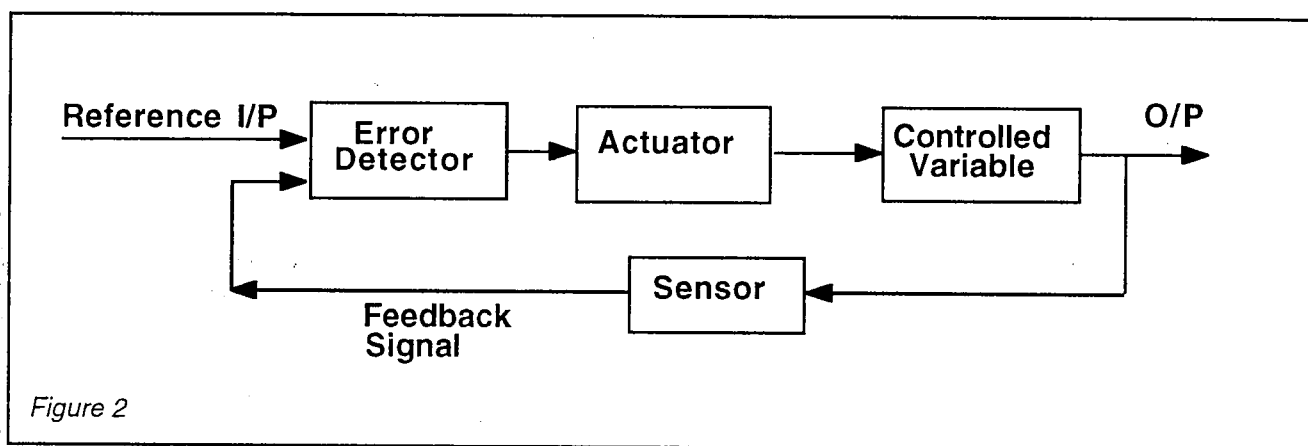 Reference I/P
Error
Detector
Actuator
Controlled
Variable
O/P
Sensor
Feedback
Signal
Figure 2